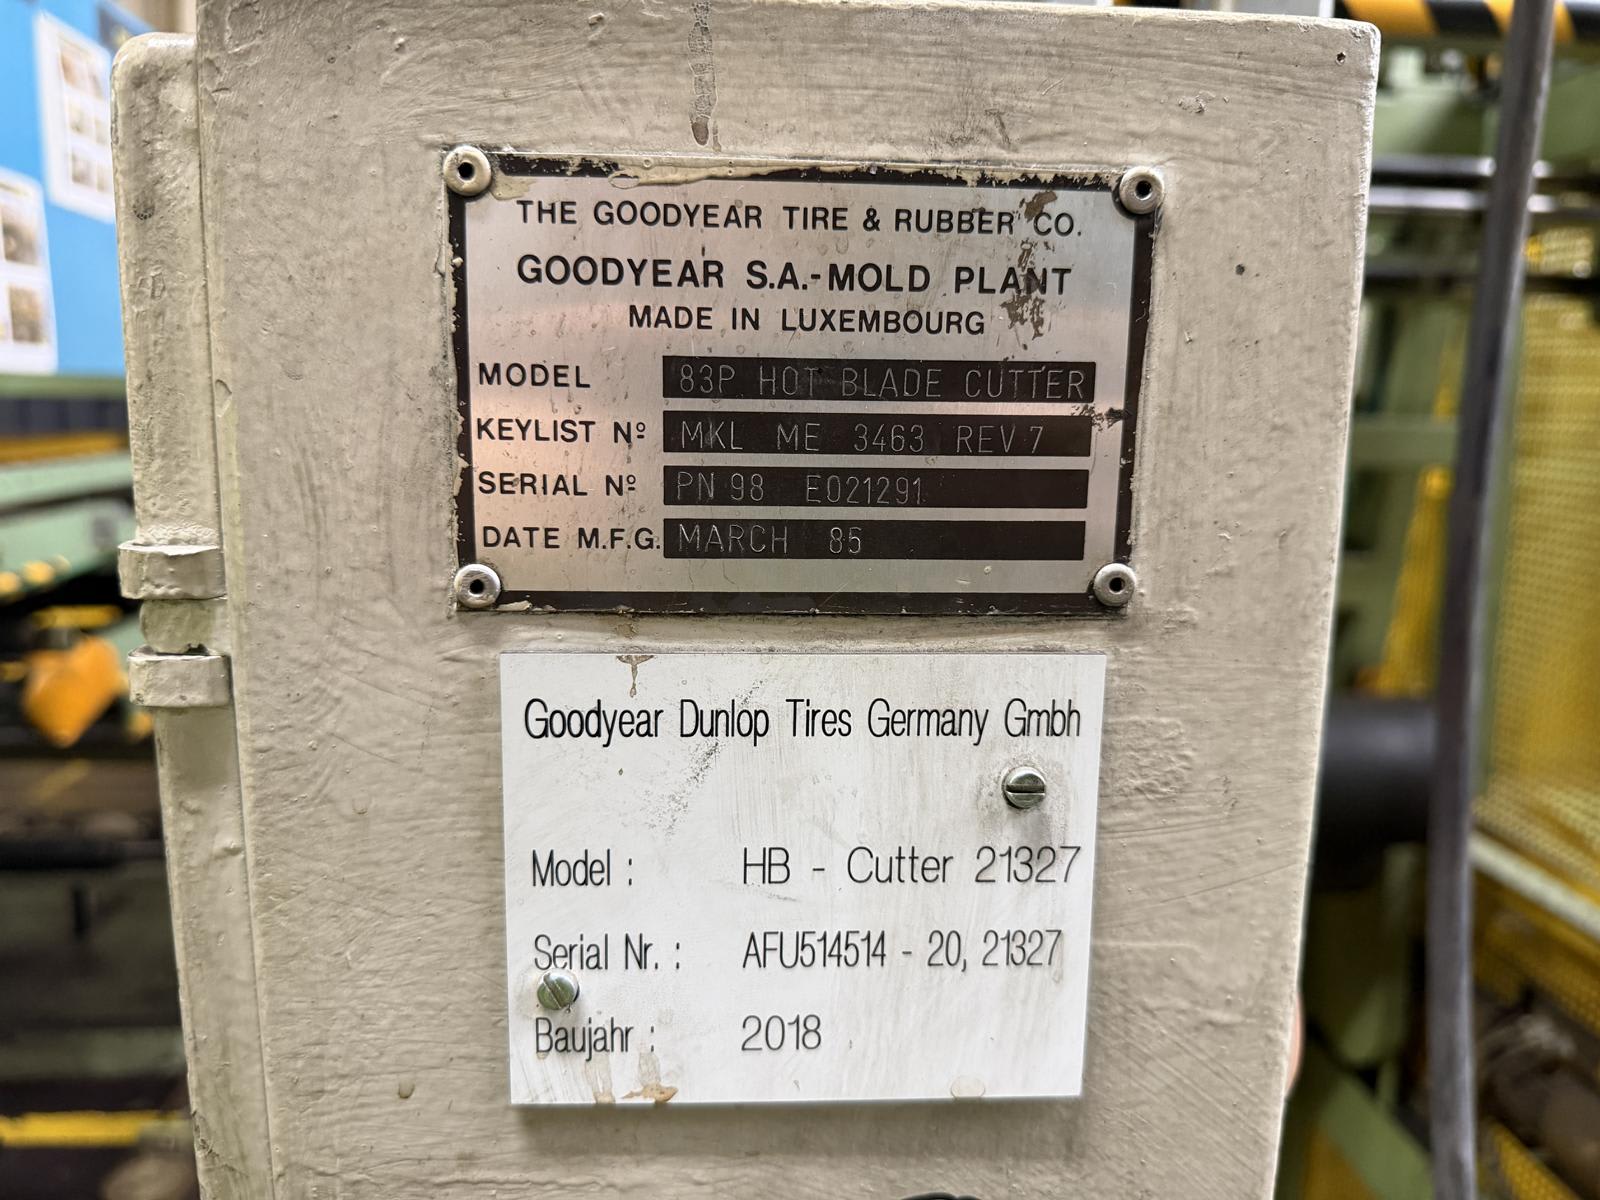 THE GOODYEAR TIRE & RUBBER CO.
GOODYEAR S.A.-MOLD PLANT
MADE IN LUXEMBOURG
MODEL 83P HOT BLADE CUTTER
KEYLIST Nº MKL ME 3463 REV 7
SERIAL Nº PN 98 E021291
DATE M.F.G. MARCH 85
Goodyear Dunlop Tires Germany Gmbh
Model : HB - Cutter 21327
Serial Nr. : AFU514514 - 20, 21327
Baujahr : 2018